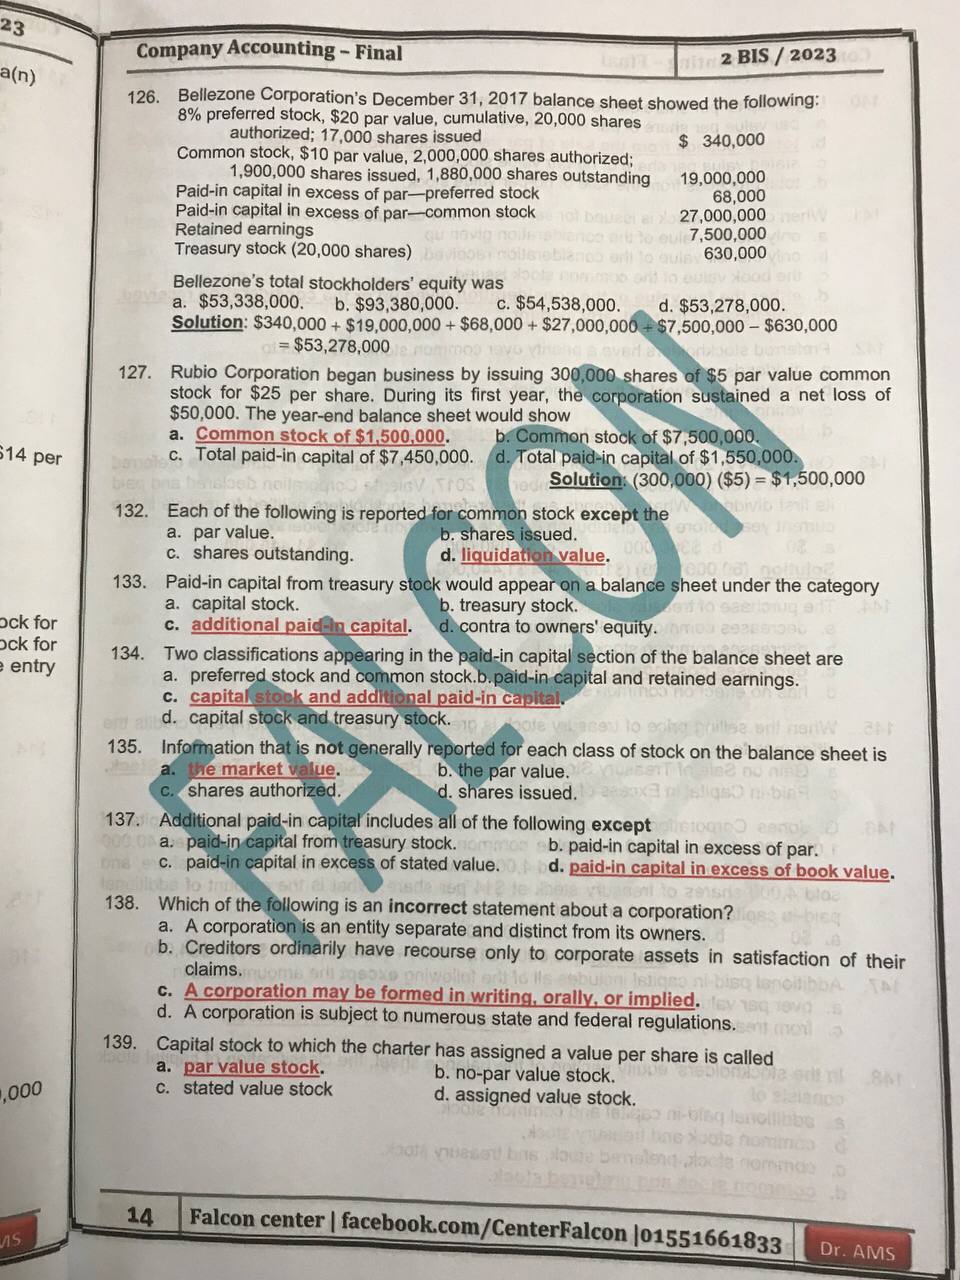 23
a(n)
$14 per
ock for
ock for
e entry
,000
MS
Company Accounting – Final
2 BIS / 2023
126. Bellezone Corporation's December 31, 2017 balance sheet showed the following:
8% preferred stock, $20 par value, cumulative, 20,000 shares
authorized; 17,000 shares issued $ 340,000
Common stock, $10 par value, 2,000,000 shares authorized;
1,900,000 shares issued, 1,880,000 shares outstanding 19,000,000
Paid-in capital in excess of par—preferred stock 68,000
Paid-in capital in excess of par—common stock 27,000,000
Retained earnings 7,500,000
Treasury stock (20,000 shares) 630,000
Bellezone's total stockholders' equity was
a. $53,338,000. b. $93,380,000. c. $54,538,000. d. $53,278,000.
Solution: $340,000 + $19,000,000 + $68,000 + $27,000,000 + $7,500,000 – $630,000
= $53,278,000
127. Rubio Corporation began business by issuing 300,000 shares of $5 par value common
stock for $25 per share. During its first year, the corporation sustained a net loss of
$50,000. The year-end balance sheet would show
a. Common stock of $1,500,000. b. Common stock of $7,500,000.
c. Total paid-in capital of $7,450,000. d. Total paid-in capital of $1,550,000.
Solution: (300,000) ($5) = $1,500,000
132. Each of the following is reported for common stock except the
a. par value. b. shares issued.
c. shares outstanding. d. liquidation value.
133. Paid-in capital from treasury stock would appear on a balance sheet under the category
a. capital stock. b. treasury stock.
c. additional paid-in capital. d. contra to owners' equity.
134. Two classifications appearing in the paid-in capital section of the balance sheet are
a. preferred stock and common stock.b.paid-in capital and retained earnings.
c. capital stock and additional paid-in capital.
d. capital stock and treasury stock.
135. Information that is not generally reported for each class of stock on the balance sheet is
a. the market value. b. the par value.
c. shares authorized. d. shares issued.
137. Additional paid-in capital includes all of the following except
a. paid-in capital from treasury stock. b. paid-in capital in excess of par.
c. paid-in capital in excess of stated value. d. paid-in capital in excess of book value.
138. Which of the following is an incorrect statement about a corporation?
a. A corporation is an entity separate and distinct from its owners.
b. Creditors ordinarily have recourse only to corporate assets in satisfaction of their
claims.
c. A corporation may be formed in writing, orally, or implied.
d. A corporation is subject to numerous state and federal regulations.
139. Capital stock to which the charter has assigned a value per share is called
a. par value stock. b. no-par value stock.
c. stated value stock d. assigned value stock.
FALCON
14 Falcon center | facebook.com/CenterFalcon |01551661833
Dr. AMS